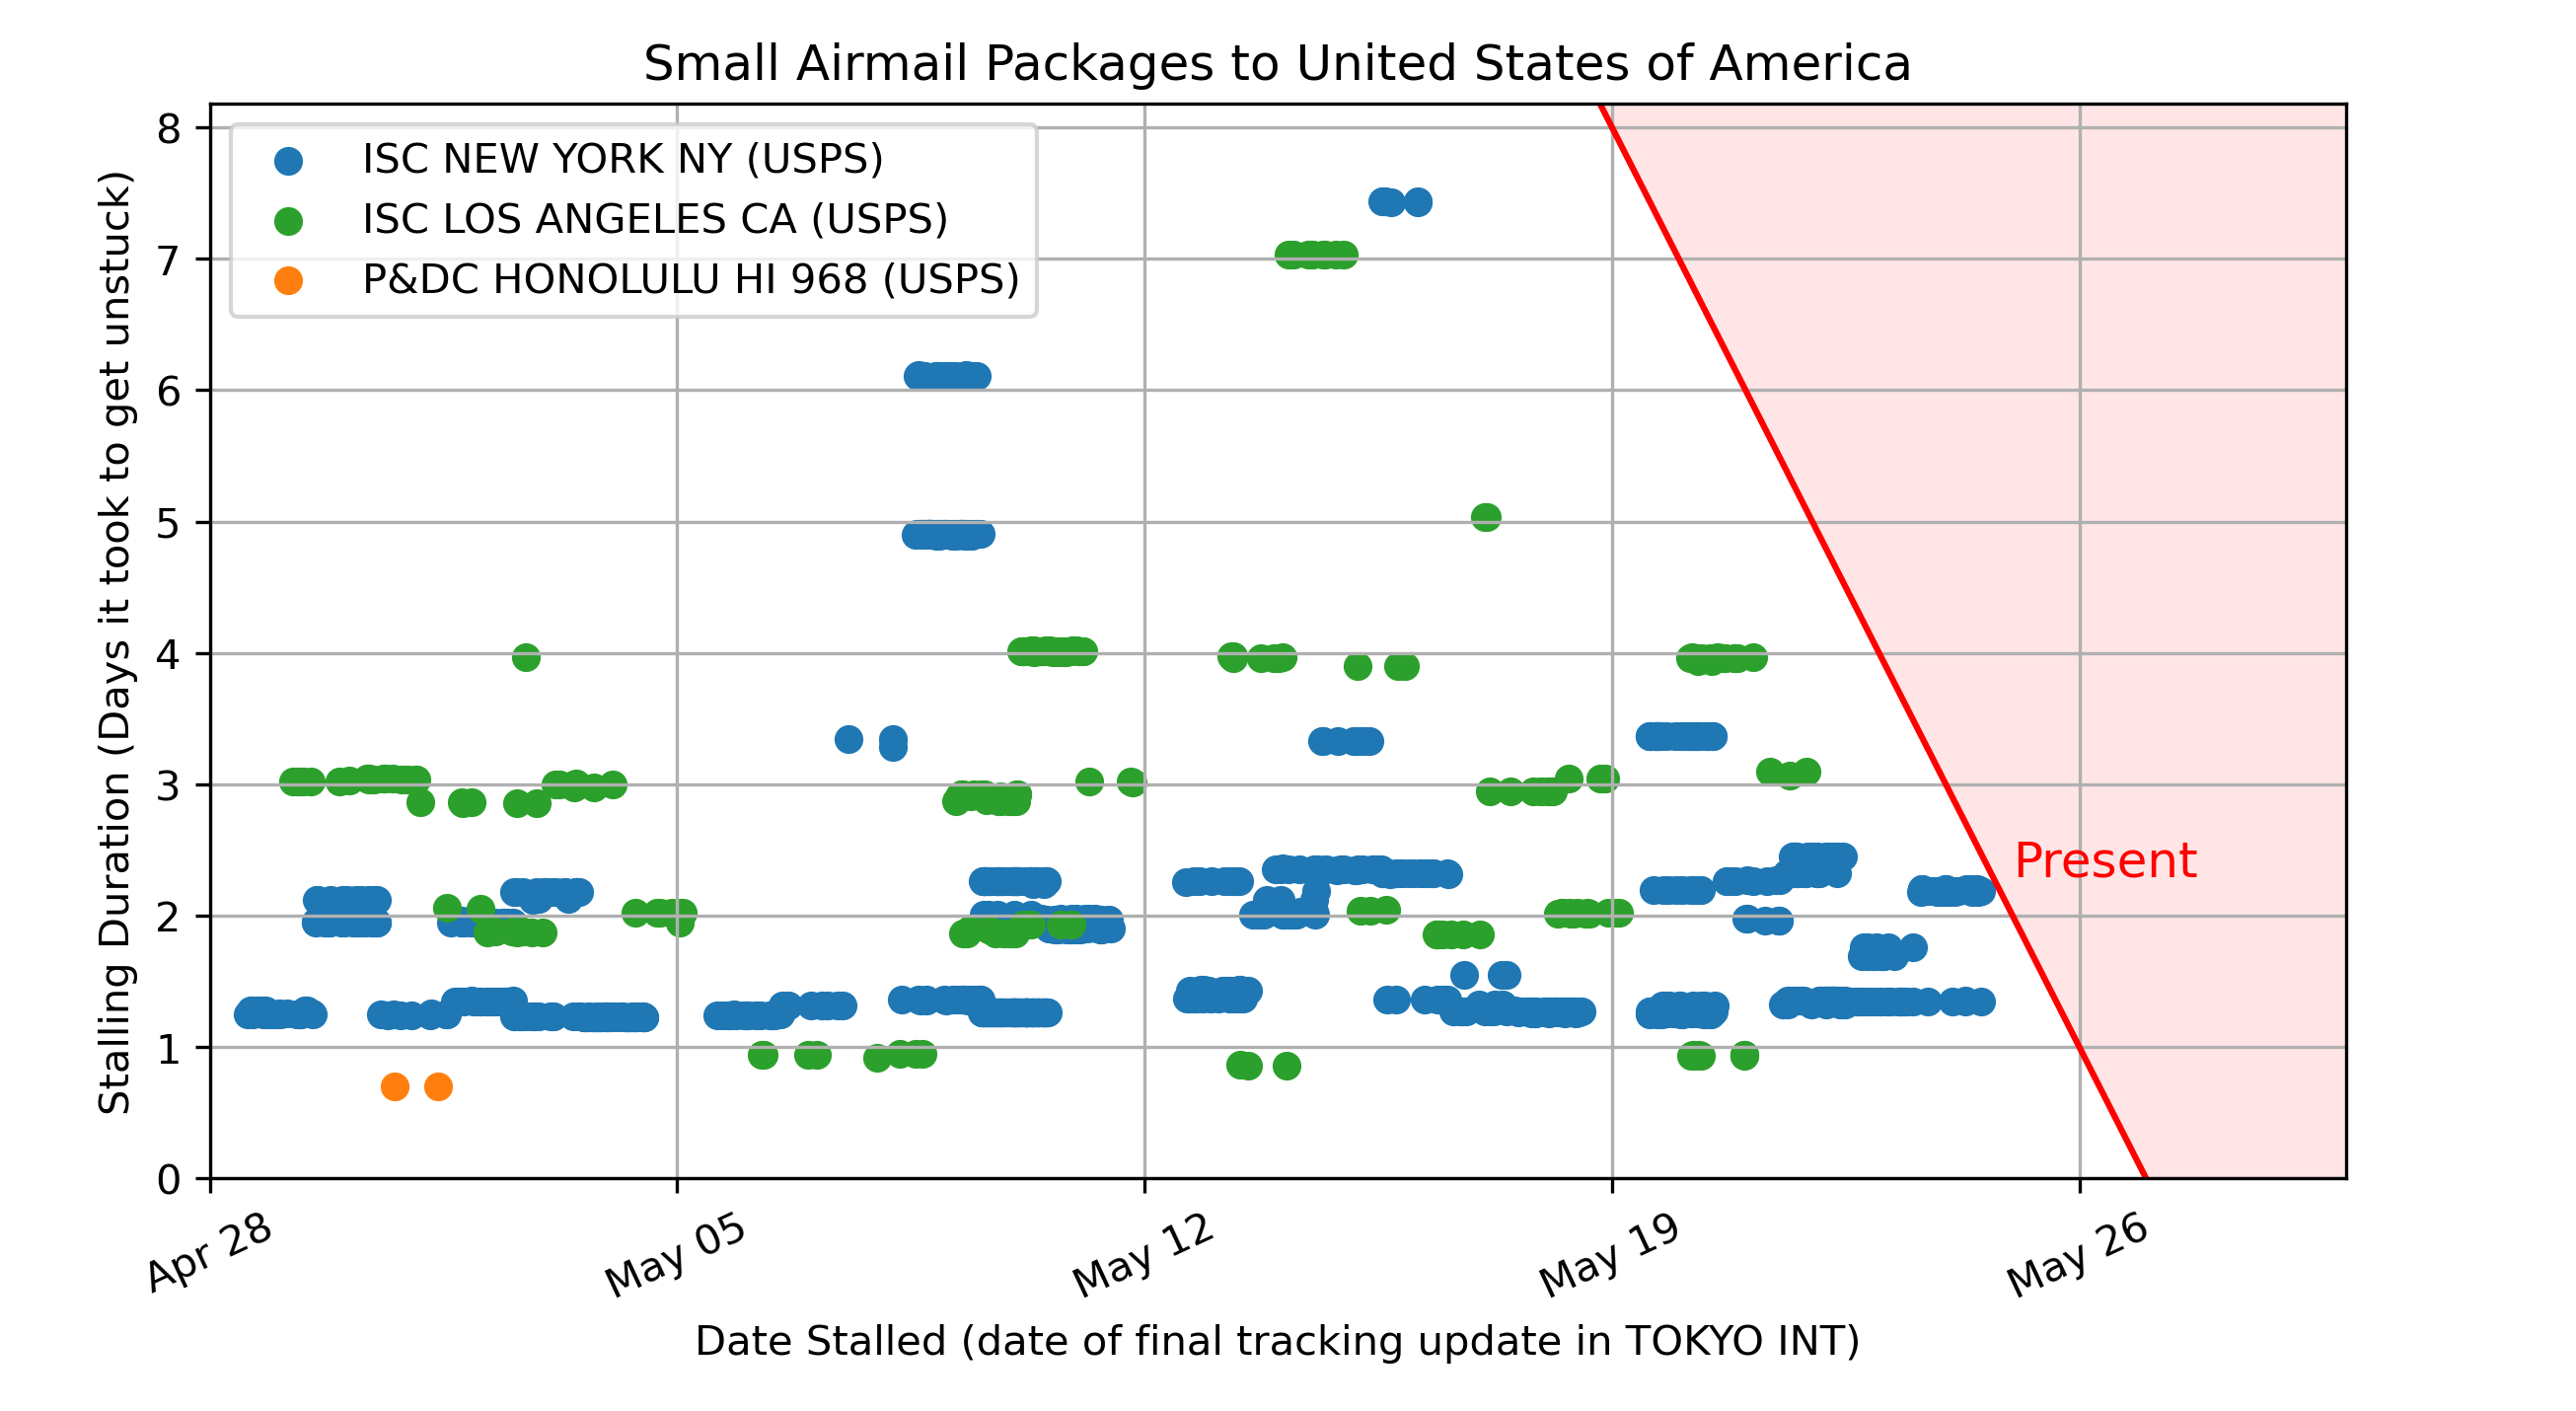 Small Airmail Packages to United States of America
ISC NEW YORK NY (USPS)
ISC LOS ANGELES CA (USPS)
P&DC HONOLULU HI 968 (USPS)
Stalling Duration (Days it took to get unstuck)
8
7
6
5
4
3
2
1
0
Present
Apr 28
May 05
May 12
May 19
May 26
Date Stalled (date of final tracking update in TOKYO INT)